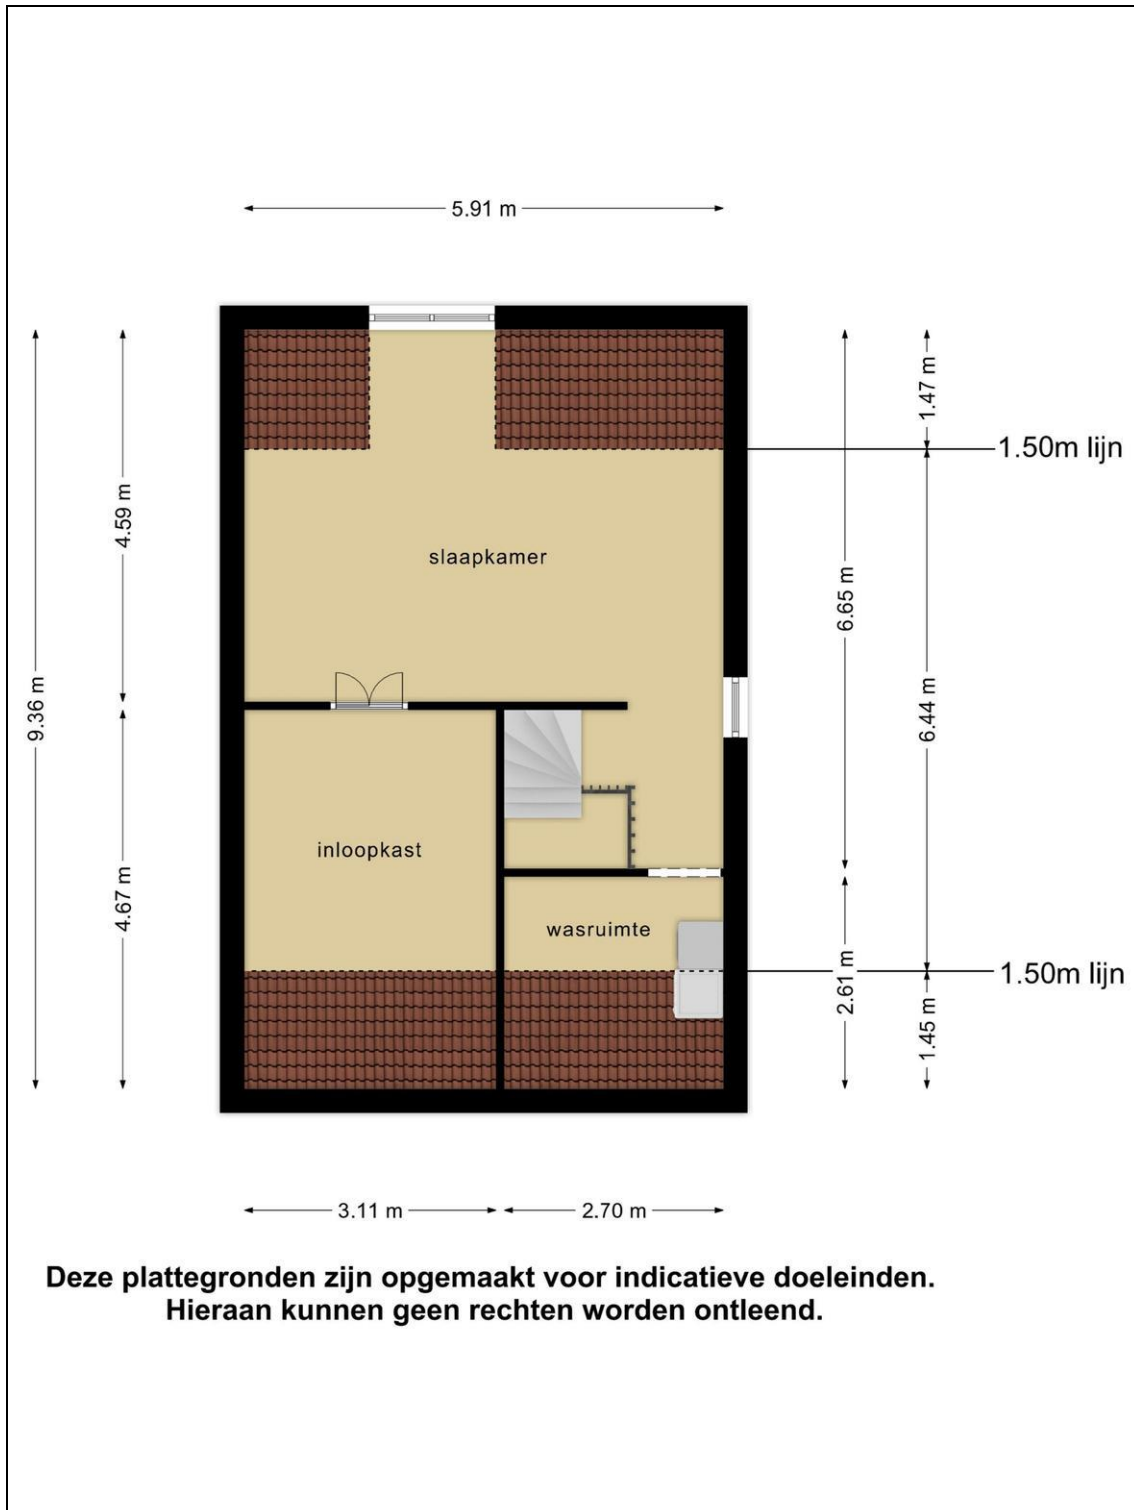 5.91 m
1.47 m
1.50m lijn
4.59 m
slaapkamer
6.65 m
9.36 m
6.44 m
inloopkast
4.67 m
wasruimte
2.61 m
1.50m lijn
1.45 m
3.11 m
2.70 m
Deze plattegronden zijn opgemaakt voor indicatieve doeleinden.
Hieraan kunnen geen rechten worden ontleend.